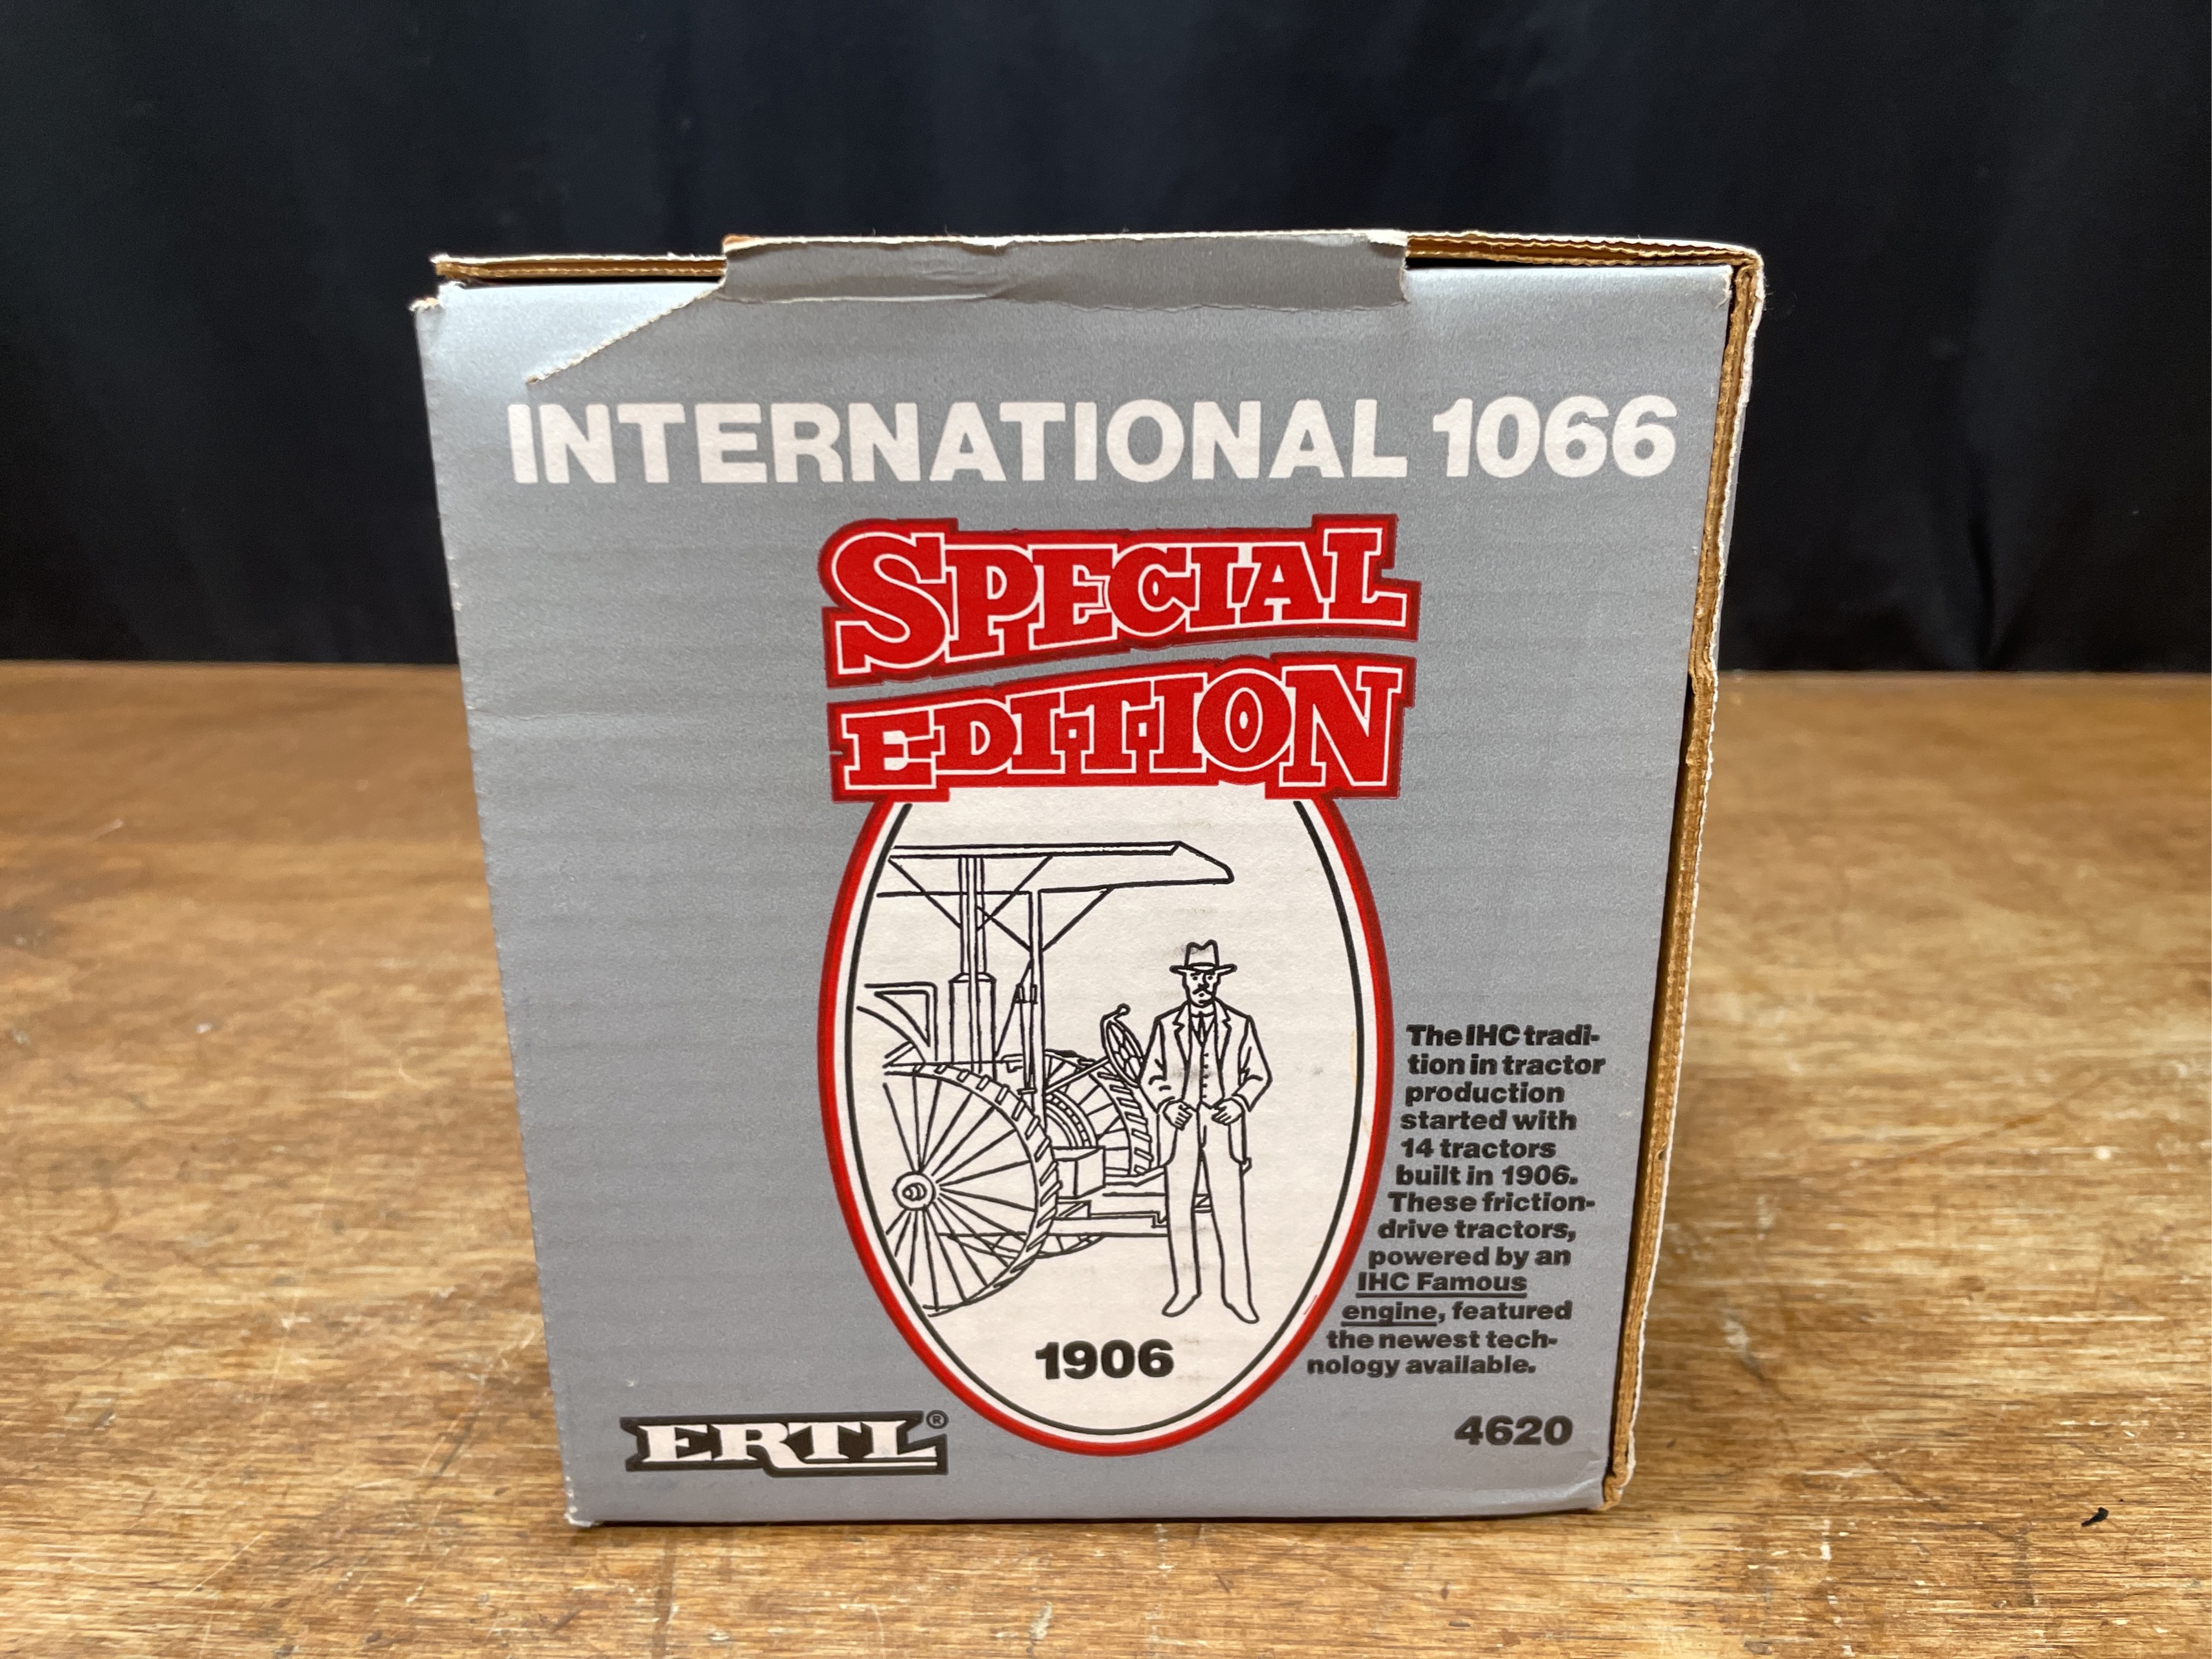 INTERNATIONAL 1066
SPECIAL
EDITION
The IHC tradi-
tion in tractor
production
started with
14 tractors
built in 1906.
These friction-
drive tractors,
powered by an
IHC Famous
engine, featured
the newest tech-
nology available.
1906
ERTL®
4620